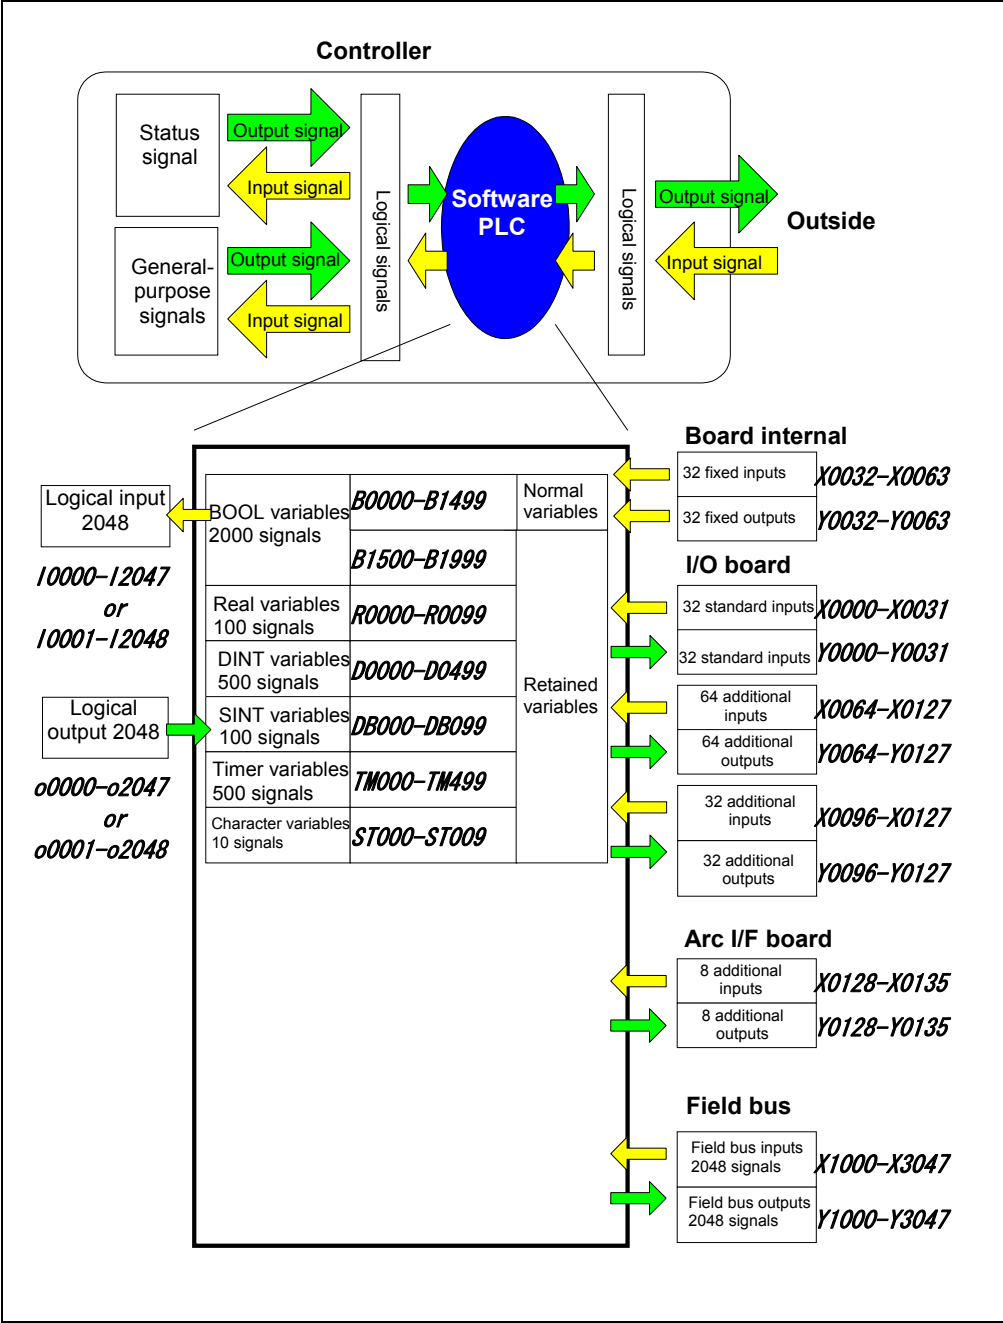 Controller
Status
signal
Output signal
Input signal
General-
purpose
signals
Output signal
Input signal
Logical signals
Software
PLC
Logical signals
Output signal
Input signal
Outside
Logical input
2048
I0000-I2047
or
I0001-I2048
Logical
output 2048
o0000-o2047
or
o0001-o2048
BOOL variables
2000 signals
B0000-B1499
Normal
variables
B1500-B1999
Real variables
100 signals
R0000-R0099
DINT variables
500 signals
D0000-D0499
SINT variables
100 signals
DB000-DB099
Timer variables
500 signals
TM000-TM499
Character variables
10 signals
ST000-ST009
Retained
variables
Board internal
32 fixed inputs
X0032-X0063
32 fixed outputs
Y0032-Y0063
I/O board
32 standard inputs
X0000-X0031
32 standard inputs
Y0000-Y0031
64 additional
inputs
X0064-X0127
64 additional
outputs
Y0064-Y0127
32 additional
inputs
X0096-X0127
32 additional
outputs
Y0096-Y0127
Arc I/F board
8 additional
inputs
X0128-X0135
8 additional
outputs
Y0128-Y0135
Field bus
Field bus inputs
2048 signals
X1000-X3047
Field bus outputs
2048 signals
Y1000-Y3047